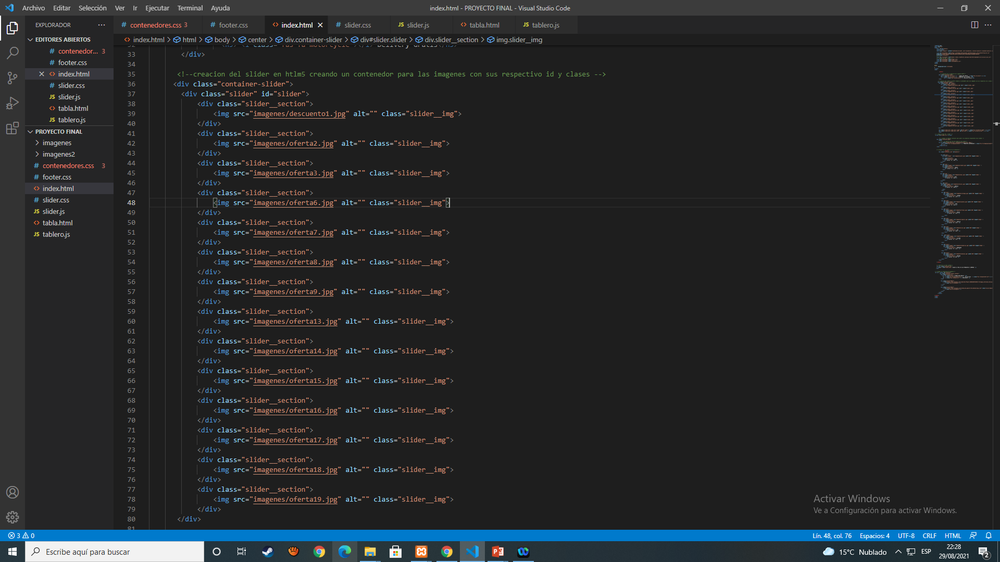 Archivo Editar Selección Ver Ir Ejecutar Terminal Ayuda
index.html - PROYECTO FINAL - Visual Studio Code
EXPLORADOR ...
contenedores.css 3 footer.css index.html slider.css slider.js tabla.html tablero.js
index.html > html > body > center > div.container-slider > div#slider.slider > div.slider__section > img.slider__img
EDITORES ABIERTOS
contenedor... 3
footer.css
index.html
slider.css
slider.js
tabla.html
tablero.js
PROYECTO FINAL
imagenes
imagenes2
contenedores.css 3
footer.css
index.html
slider.css
slider.js
tabla.html
tablero.js
33 </div>
34
35 <!--creacion del slider en htlm5 creando un contenedor para las imagenes con sus respectivo id y clases -->
36 <div class="container-slider">
37 <div class="slider" id="slider">
38 <div class="slider__section">
39 <img src="imagenes/descuento1.jpg" alt="" class="slider__img">
40 </div>
41 <div class="slider__section">
42 <img src="imagenes/oferta2.jpg" alt="" class="slider__img">
43 </div>
44 <div class="slider__section">
45 <img src="imagenes/oferta3.jpg" alt="" class="slider__img">
46 </div>
47 <div class="slider__section">
48 <img src="imagenes/oferta6.jpg" alt="" class="slider__img">
49 </div>
50 <div class="slider__section">
51 <img src="imagenes/oferta7.jpg" alt="" class="slider__img">
52 </div>
53 <div class="slider__section">
54 <img src="imagenes/oferta8.jpg" alt="" class="slider__img">
55 </div>
56 <div class="slider__section">
57 <img src="imagenes/oferta9.jpg" alt="" class="slider__img">
58 </div>
59 <div class="slider__section">
60 <img src="imagenes/oferta13.jpg" alt="" class="slider__img">
61 </div>
62 <div class="slider__section">
63 <img src="imagenes/oferta14.jpg" alt="" class="slider__img">
64 </div>
65 <div class="slider__section">
66 <img src="imagenes/oferta15.jpg" alt="" class="slider__img">
67 </div>
68 <div class="slider__section">
69 <img src="imagenes/oferta16.jpg" alt="" class="slider__img">
70 </div>
71 <div class="slider__section">
72 <img src="imagenes/oferta17.jpg" alt="" class="slider__img">
73 </div>
74 <div class="slider__section">
75 <img src="imagenes/oferta18.jpg" alt="" class="slider__img">
76 </div>
77 <div class="slider__section">
78 <img src="imagenes/oferta19.jpg" alt="" class="slider__img">
79 </div>
80 </div>
81
Activar Windows
Ve a Configuración para activar Windows.
3 0
Lín. 48, col. 76 Espacios: 4 UTF-8 CRLF HTML
Escribe aquí para buscar
15°C Nublado ESP
22:28
29/08/2021
2